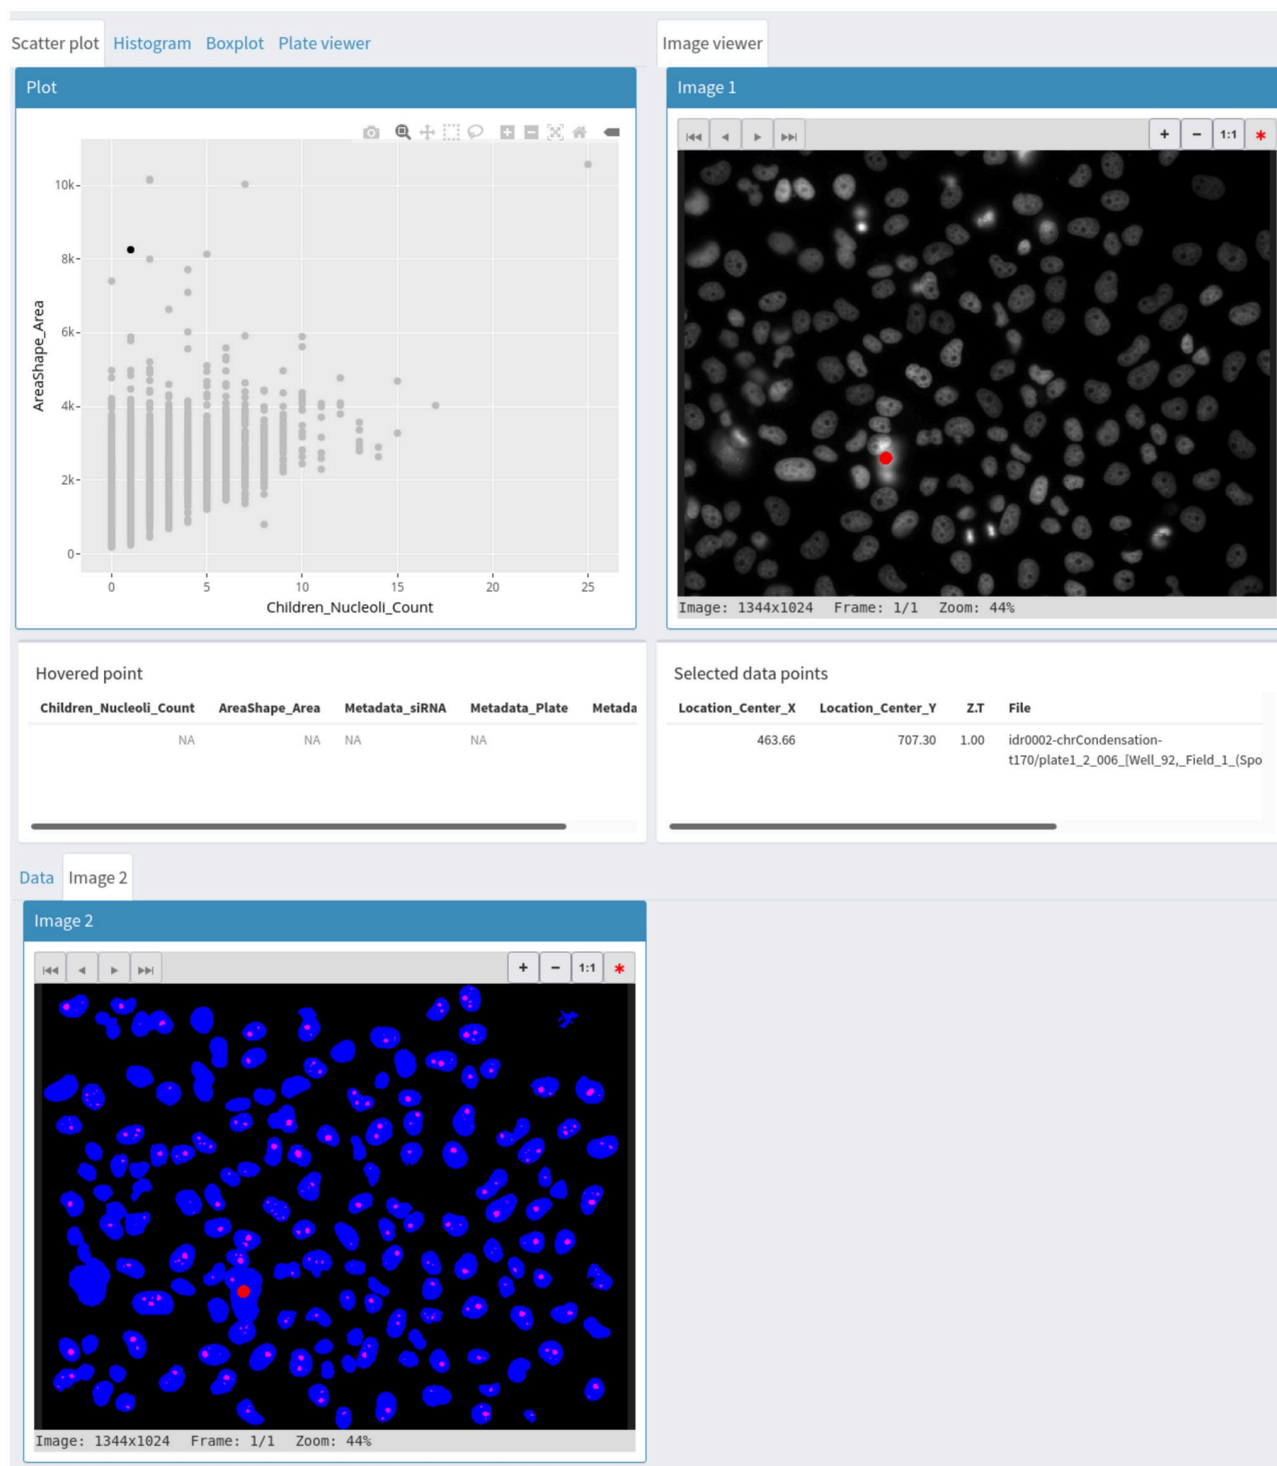 Scatter plot Histogram Boxplot Plate viewer
Image viewer
Plot
Image 1
1:1
10k
8k
6k
4k
2k
0
AreaShape_Area
0 5 10 15 20 25
Children_Nucleoli_Count
Image: 1344x1024 Frame: 1/1 Zoom: 44%
Hovered point
Children_Nucleoli_Count AreaShape_Area Metadata_siRNA Metadata_Plate Metada
NA NA NA NA
Selected data points
Location_Center_X Location_Center_Y Z.T File
463.66 707.30 1.00 idr0002-chrCondensation-
t170/plate1_2_006_[Well_92,_Field_1_(Spo
Data Image 2
Image 2
1:1
Image: 1344x1024 Frame: 1/1 Zoom: 44%